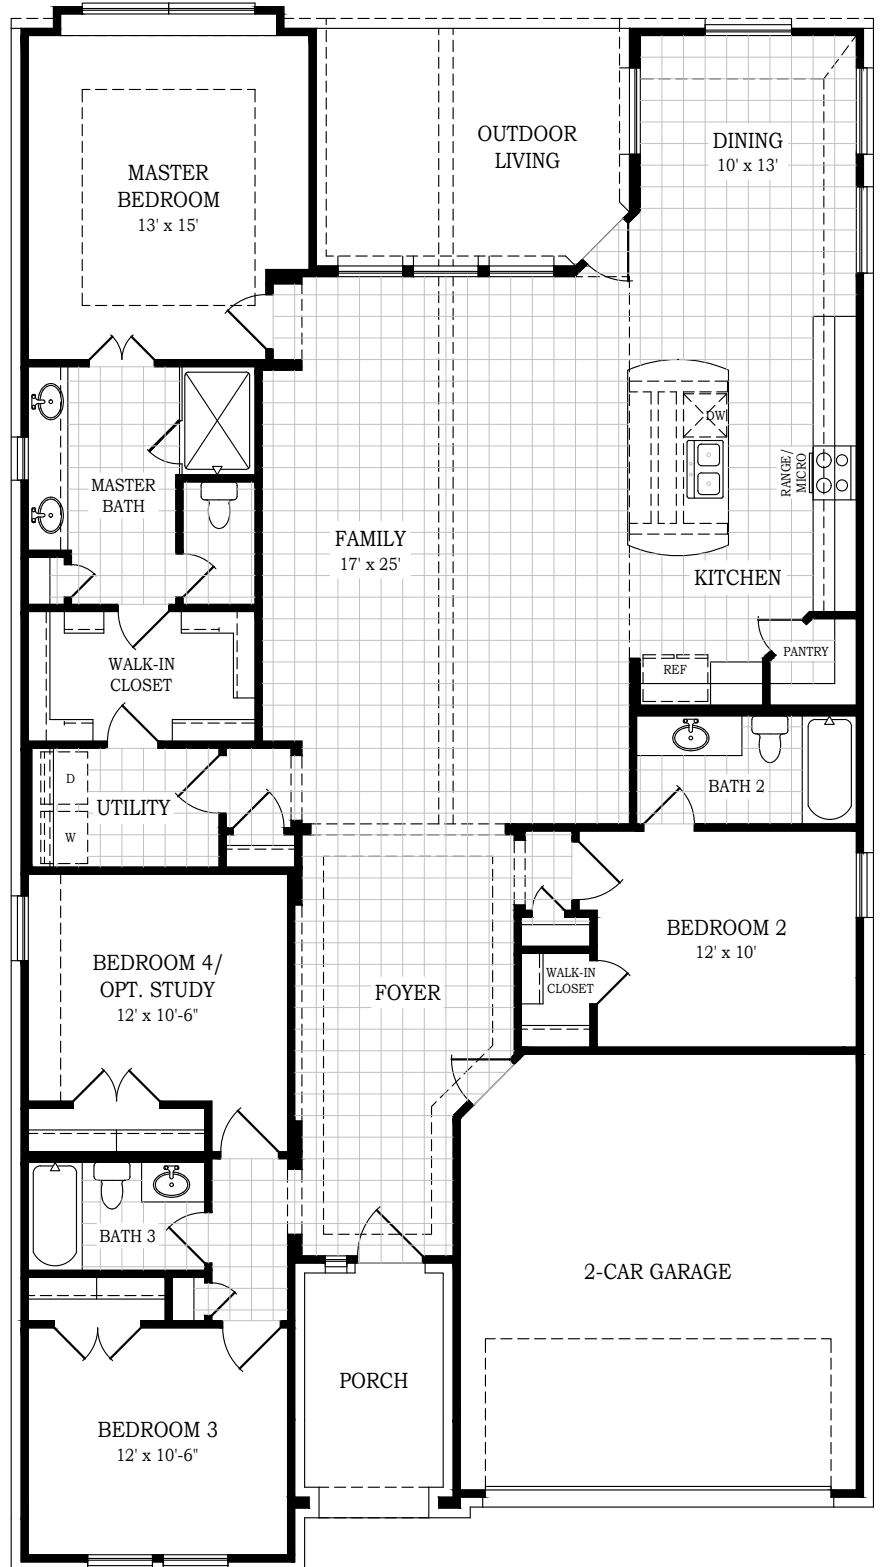 OUTDOOR
LIVING
DINING
10' x 13'
MASTER
BEDROOM
13' x 15'
DW
RANGE/
MICRO
MASTER
BATH
FAMILY
17' x 25'
KITCHEN
WALK-IN
CLOSET
PANTRY
REF
D
UTILITY
W
BATH 2
BEDROOM 2
12' x 10'
BEDROOM 4/
OPT. STUDY
12' x 10'-6"
WALK-IN
CLOSET
FOYER
BATH 3
2-CAR GARAGE
PORCH
BEDROOM 3
12' x 10'-6"